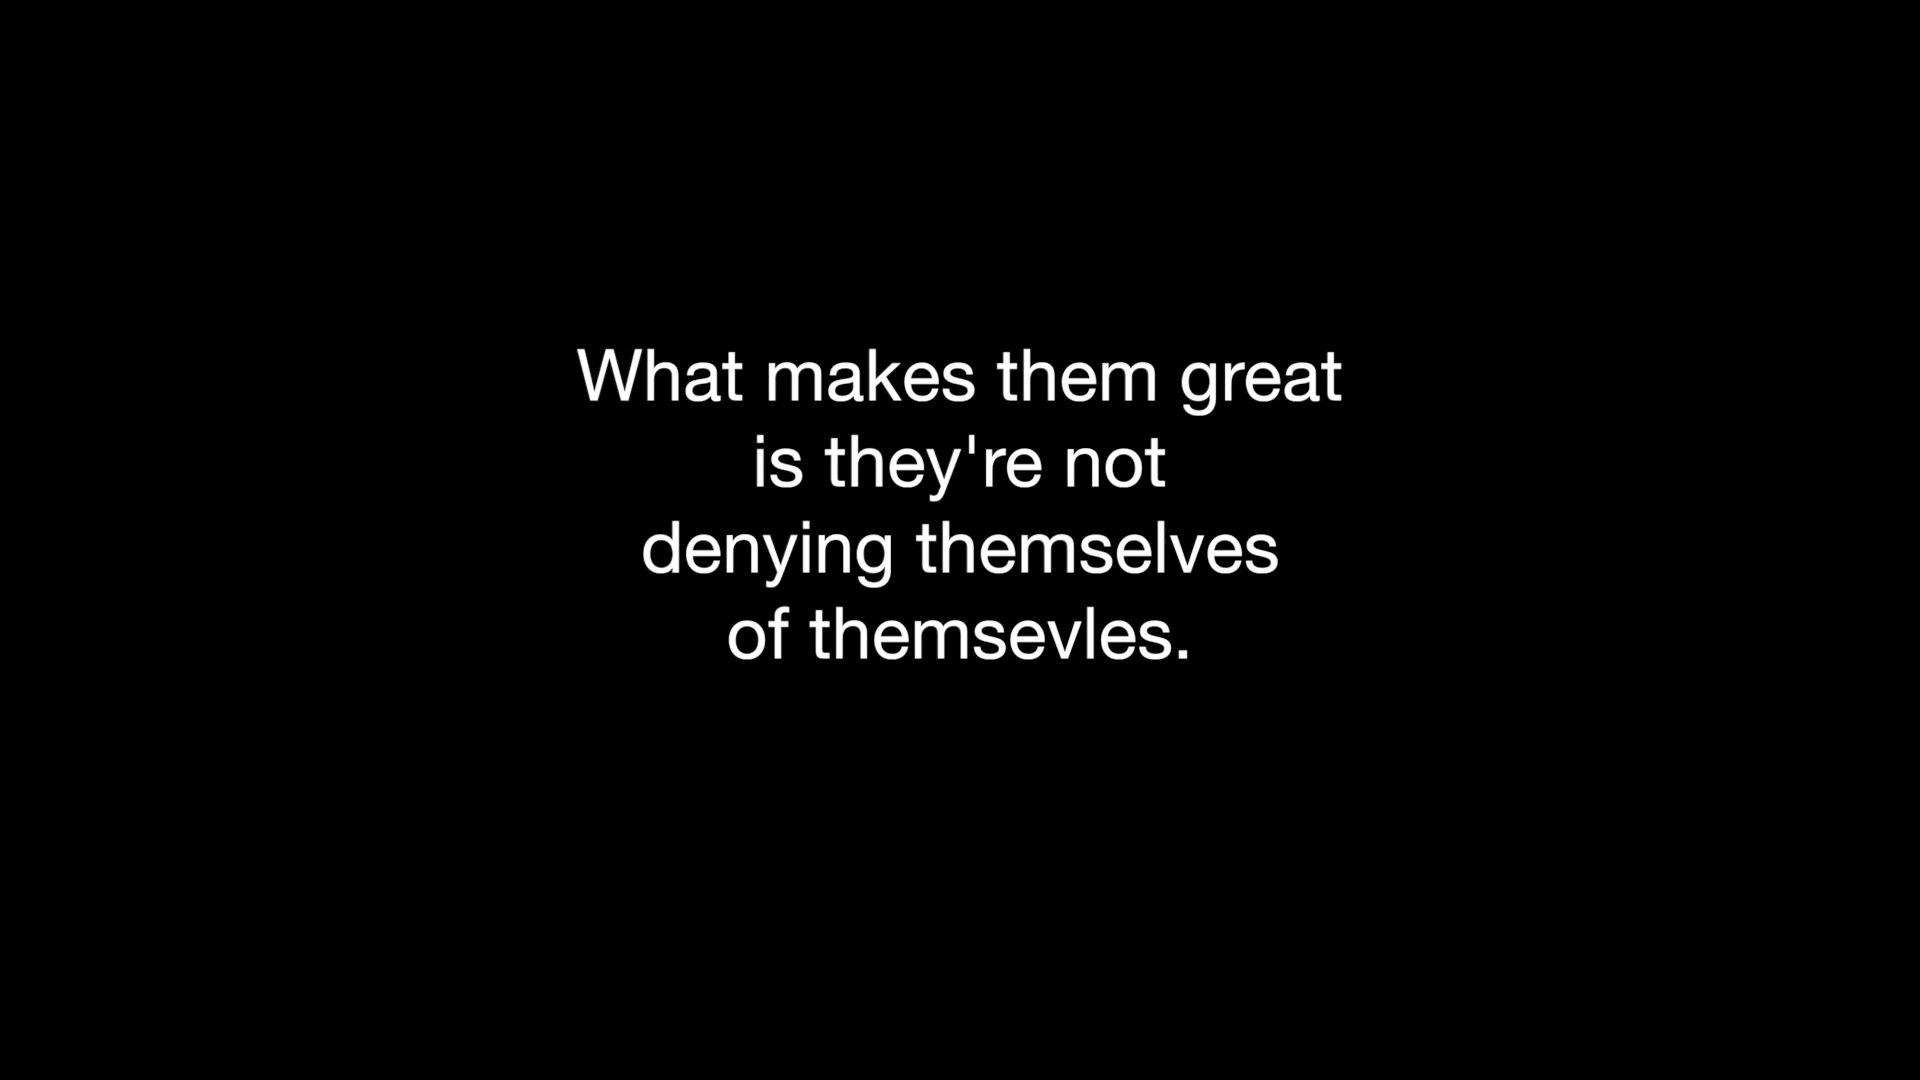 What makes them great
is they're not
denying themselves
of themsevles.